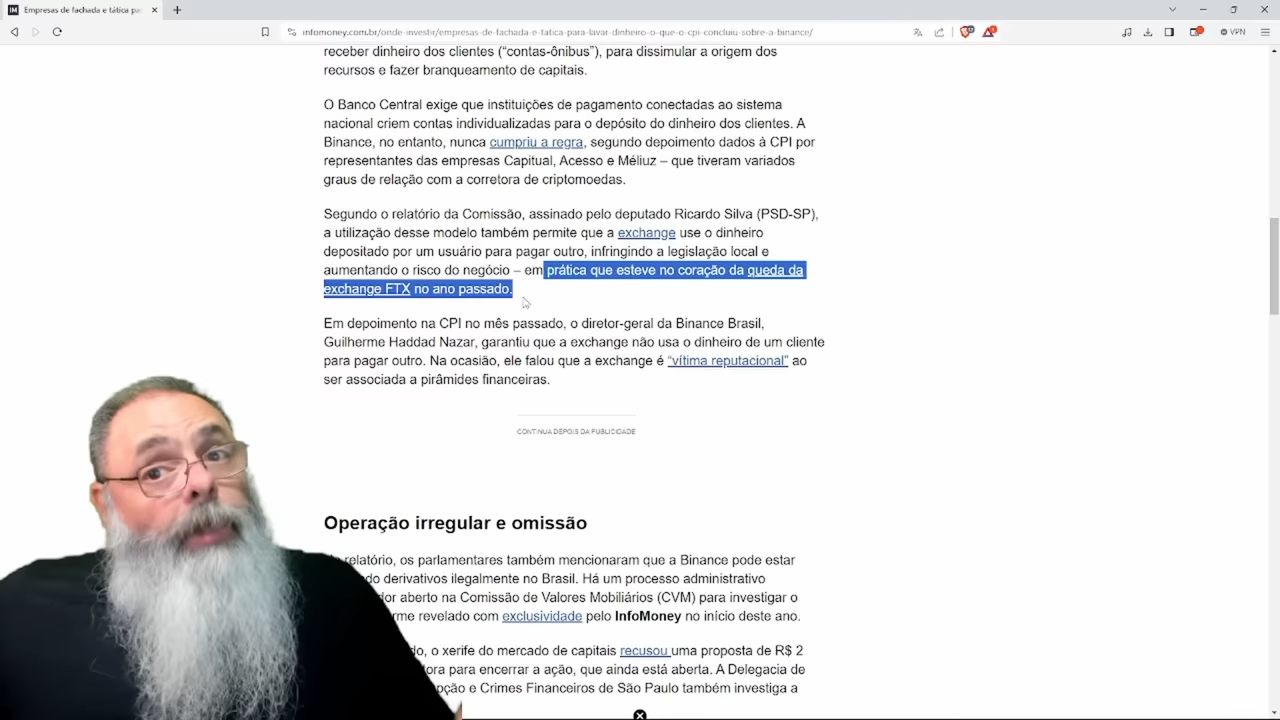 Empresas de fachada e tática pa
infomoney.com.br/onde-investir/empresas-de-fachada-e-tatica-para-lavar-dinheiro-o-que-o-cpi-concluiu-sobre-a-binance/
VPN
receber dinheiro dos clientes (“contas-ônibus”), para dissimular a origem dos
recursos e fazer branqueamento de capitais.
O Banco Central exige que instituições de pagamento conectadas ao sistema
nacional criem contas individualizadas para o depósito do dinheiro dos clientes. A
Binance, no entanto, nunca cumpriu a regra, segundo depoimento dados à CPI por
representantes das empresas Capitual, Acesso e Méliuz – que tiveram variados
graus de relação com a corretora de criptomoedas.
Segundo o relatório da Comissão, assinado pelo deputado Ricardo Silva (PSD-SP),
a utilização desse modelo também permite que a exchange use o dinheiro
depositado por um usuário para pagar outro, infringindo a legislação local e
aumentando o risco do negócio – em prática que esteve no coração da queda da
exchange FTX no ano passado.
Em depoimento na CPI no mês passado, o diretor-geral da Binance Brasil,
Guilherme Haddad Nazar, garantiu que a exchange não usa o dinheiro de um cliente
para pagar outro. Na ocasião, ele falou que a exchange é “vítima reputacional” ao
ser associada a pirâmides financeiras.
CONTINUA DEPOIS DA PUBLICIDADE
Operação irregular e omissão
relatório, os parlamentares também mencionaram que a Binance pode estar
do derivativos ilegalmente no Brasil. Há um processo administrativo
dor aberto na Comissão de Valores Mobiliários (CVM) para investigar o
rme revelado com exclusividade pelo InfoMoney no início deste ano.
do, o xerife do mercado de capitais recusou uma proposta de R$ 2
tora para encerrar a ação, que ainda está aberta. A Delegacia de
pção e Crimes Financeiros de São Paulo também investiga a